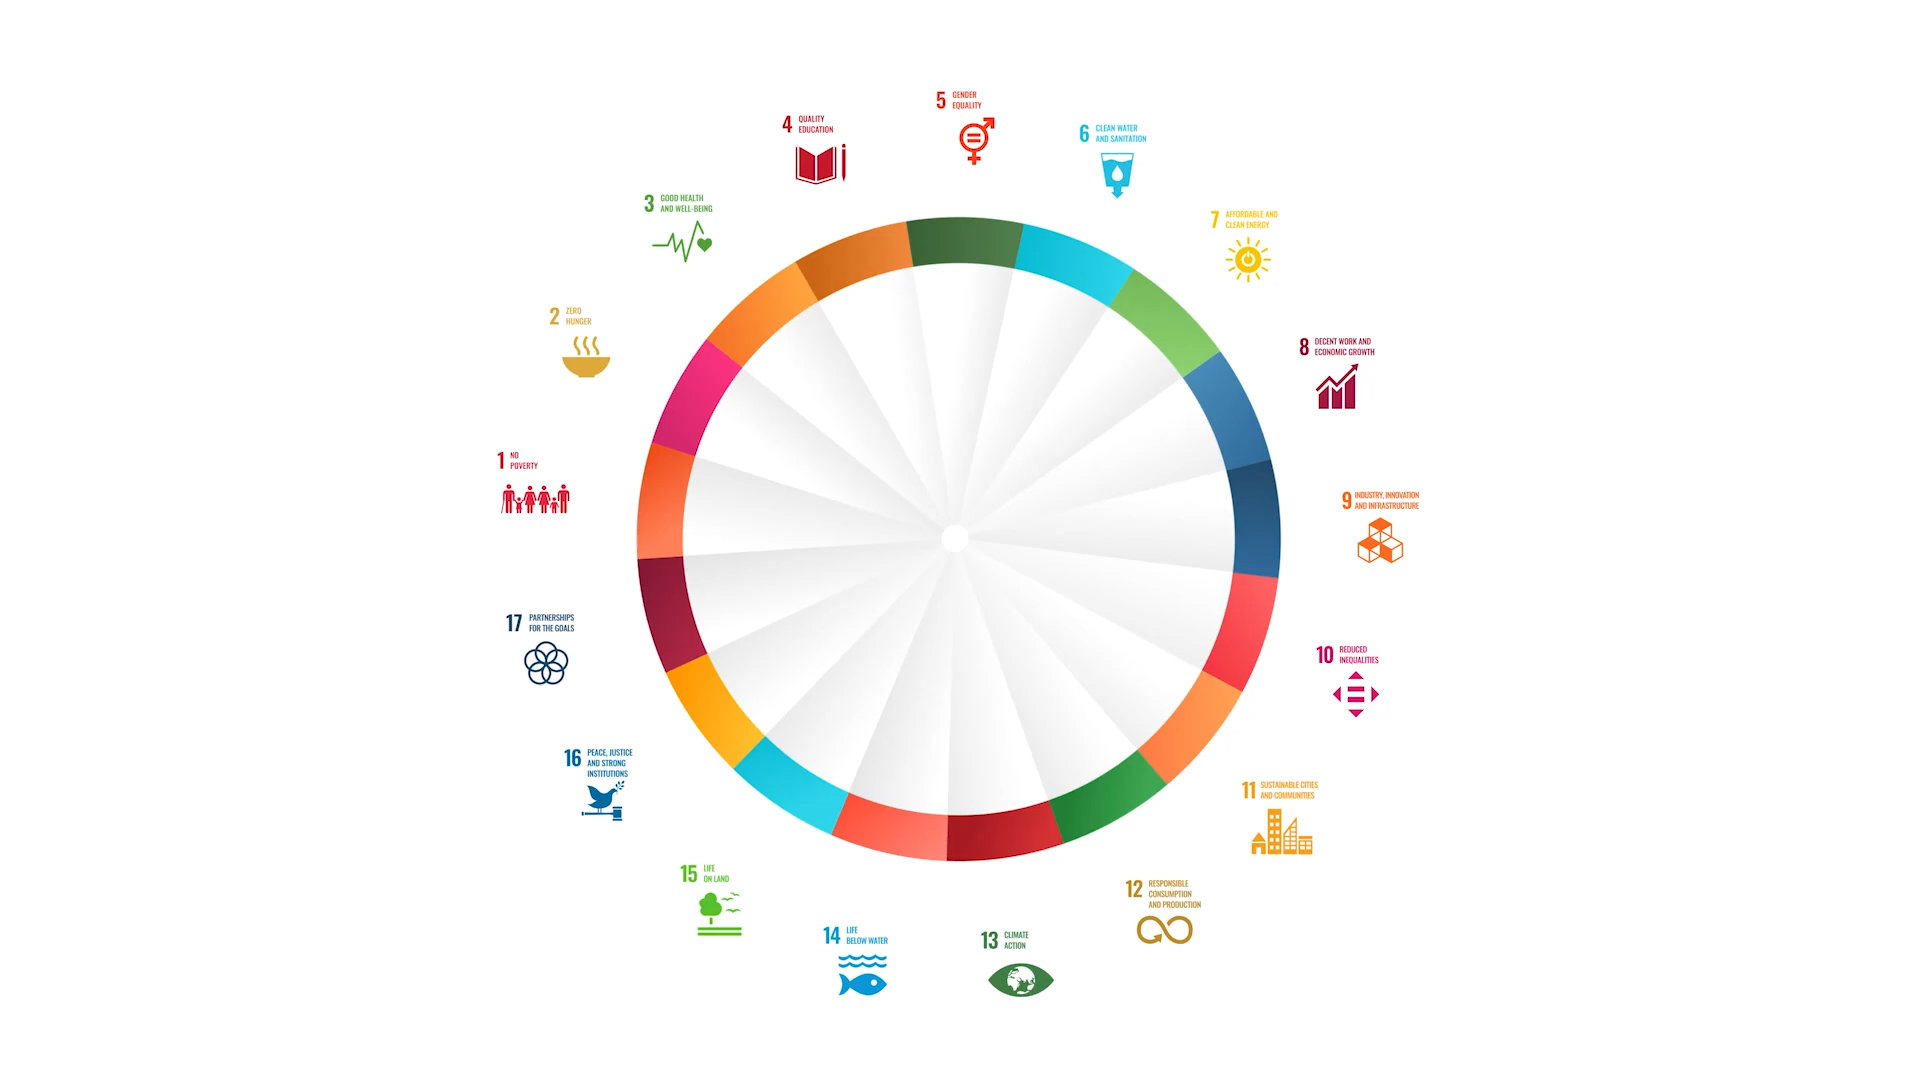 1 NO
POVERTY
2 ZERO
HUNGER
3 GOOD HEALTH
AND WELL-BEING
4 QUALITY
EDUCATION
5 GENDER
EQUALITY
6 CLEAN WATER
AND SANITATION
7 AFFORDABLE AND
CLEAN ENERGY
8 DECENT WORK AND
ECONOMIC GROWTH
9 INDUSTRY, INNOVATION
AND INFRASTRUCTURE
10 REDUCED
INEQUALITIES
11 SUSTAINABLE CITIES
AND COMMUNITIES
12 RESPONSIBLE
CONSUMPTION
AND PRODUCTION
13 CLIMATE
ACTION
14 LIFE
BELOW WATER
15 LIFE
ON LAND
16 PEACE, JUSTICE
AND STRONG
INSTITUTIONS
17 PARTNERSHIPS
FOR THE GOALS